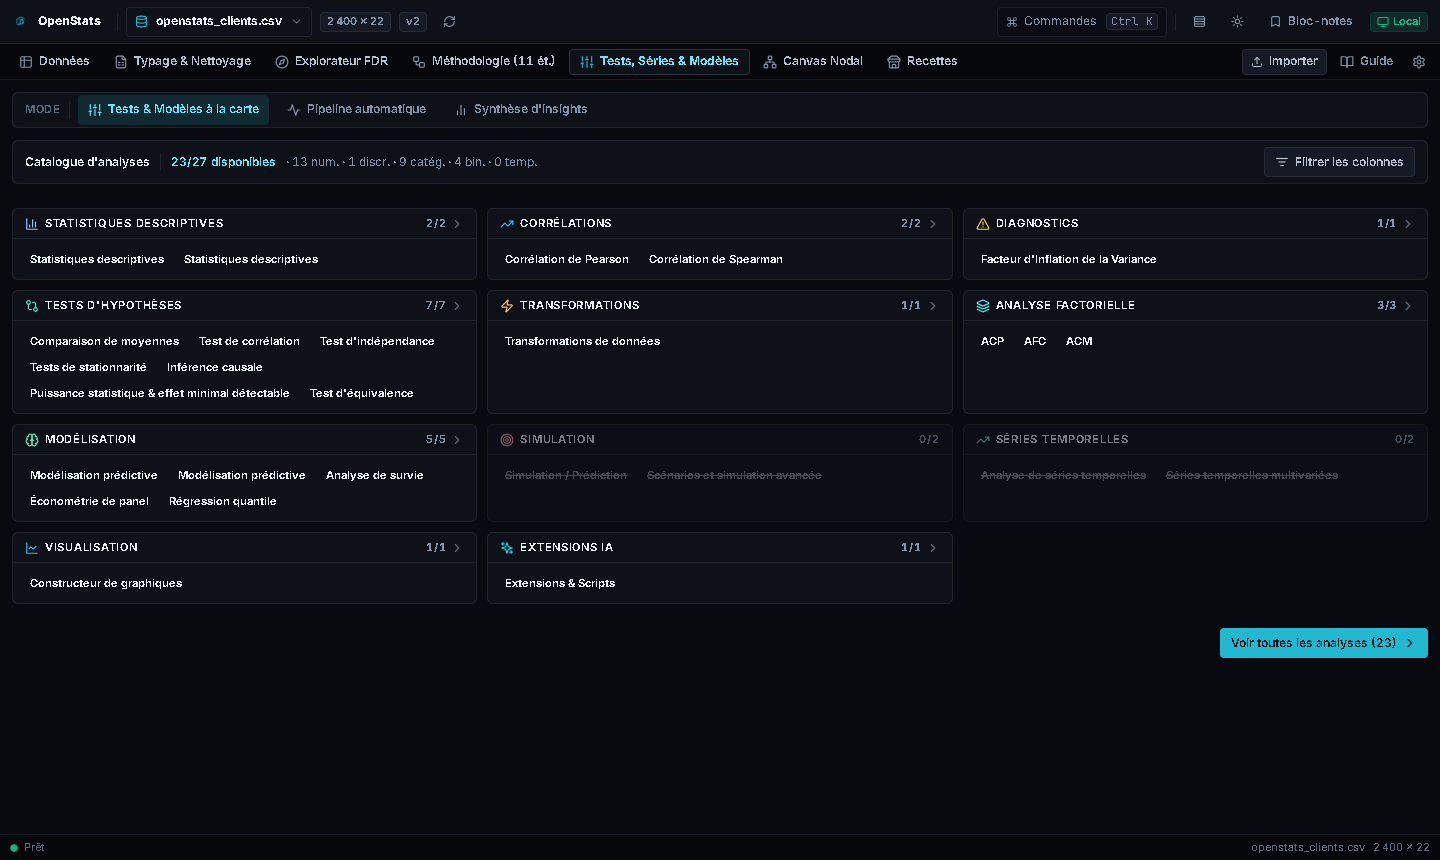 OpenStats openstats_clients.csv 2 400 × 22 v2 Commandes Ctrl K Bloc-notes Local
Données Typage & Nettoyage Explorateur FDR Méthodologie (11 ét.) Tests, Séries & Modèles Canvas Nodal Recettes Importer Guide
MODE Tests & Modèles à la carte Pipeline automatique Synthèse d'insights
Catalogue d'analyses 23/27 disponibles · 13 num. · 1 discr. · 9 catég. · 4 bin. · 0 temp. Filtrer les colonnes
STATISTIQUES DESCRIPTIVES 2/2
Statistiques descriptives Statistiques descriptives
CORRÉLATIONS 2/2
Corrélation de Pearson Corrélation de Spearman
DIAGNOSTICS 1/1
Facteur d'Inflation de la Variance
TESTS D'HYPOTHÈSES 7/7
Comparaison de moyennes Test de corrélation Test d'indépendance
Tests de stationnarité Inférence causale
Puissance statistique & effet minimal détectable Test d'équivalence
TRANSFORMATIONS 1/1
Transformations de données
ANALYSE FACTORIELLE 3/3
ACP AFC ACM
MODÉLISATION 5/5
Modélisation prédictive Modélisation prédictive Analyse de survie
Économétrie de panel Régression quantile
SIMULATION 0/2
Simulation / Prédiction Scénarios et simulation avancée
SÉRIES TEMPORELLES 0/2
Analyse de séries temporelles Séries temporelles multivariées
VISUALISATION 1/1
Constructeur de graphiques
EXTENSIONS IA 1/1
Extensions & Scripts
Voir toutes les analyses (23)
Prêt openstats_clients.csv 2 400 × 22